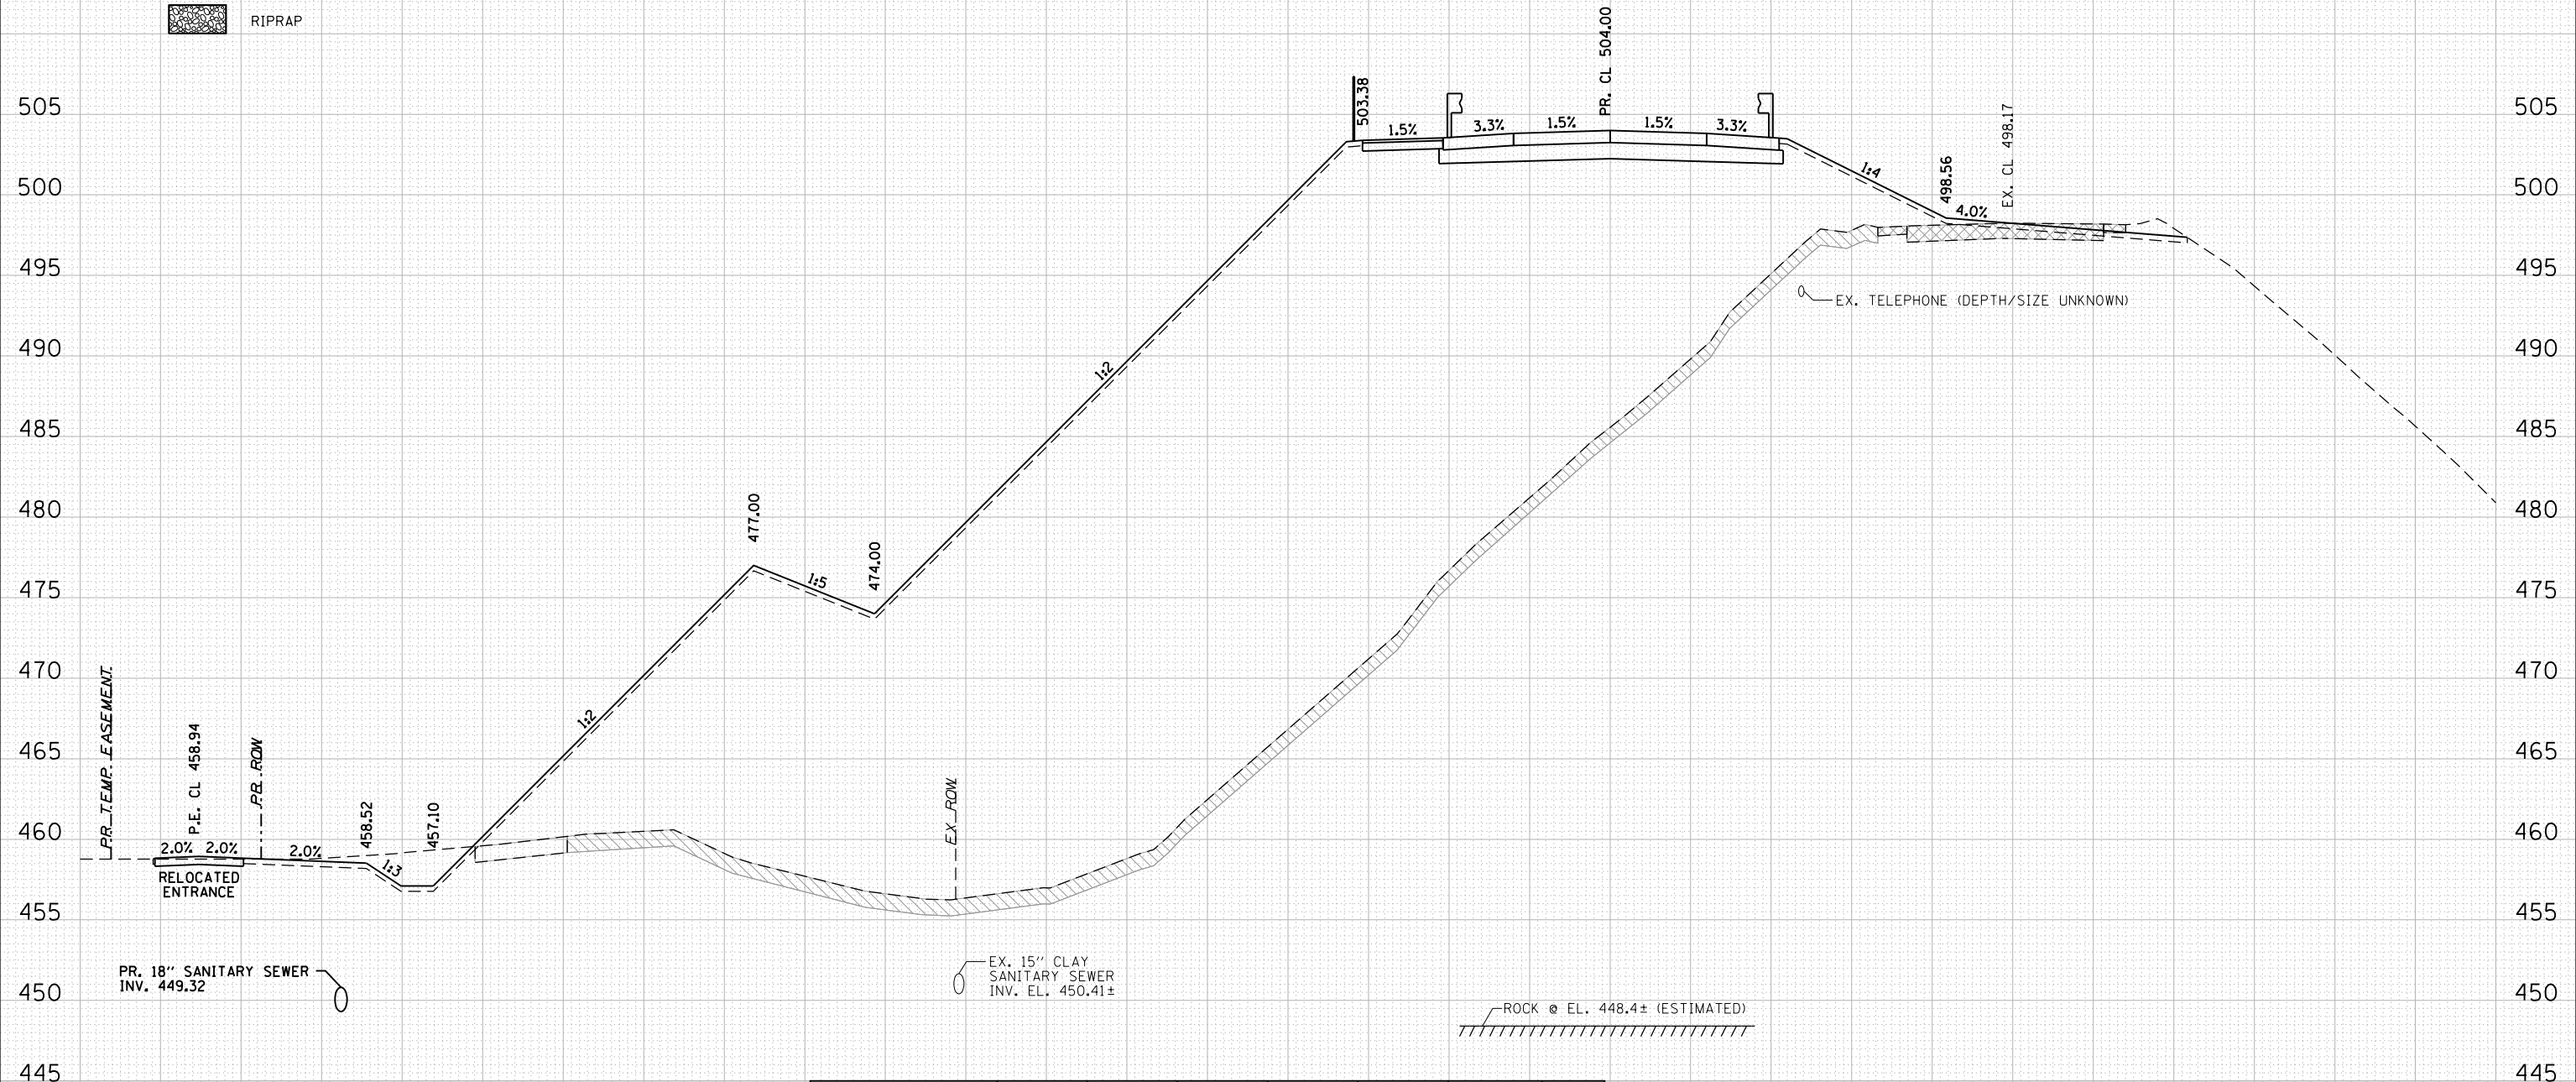 RIPRAP
PR. CL 504.00
503.38
505
505
1.5%
3.3%
1.5%
1.5%
3.3%
EX. CL 498.17
1:4
498.56
500
500
4.0%
495
495
EX. TELEPHONE (DEPTH/SIZE UNKNOWN)
490
490
1:2
485
485
480
480
477.00
474.00
475
475
1:5
470
470
PR. TEMP. EASEMENT
1:2
P.E. CL 458.94
PR. ROW
465
465
EX ROW
458.52
457.10
460
460
2.0%
2.0%
2.0%
1:3
RELOCATED
ENTRANCE
455
455
PR. 18" SANITARY SEWER
INV. 449.32
EX. 15" CLAY
SANITARY SEWER
INV. EL. 450.41±
450
450
ROCK @ EL. 448.4± (ESTIMATED)
445
445